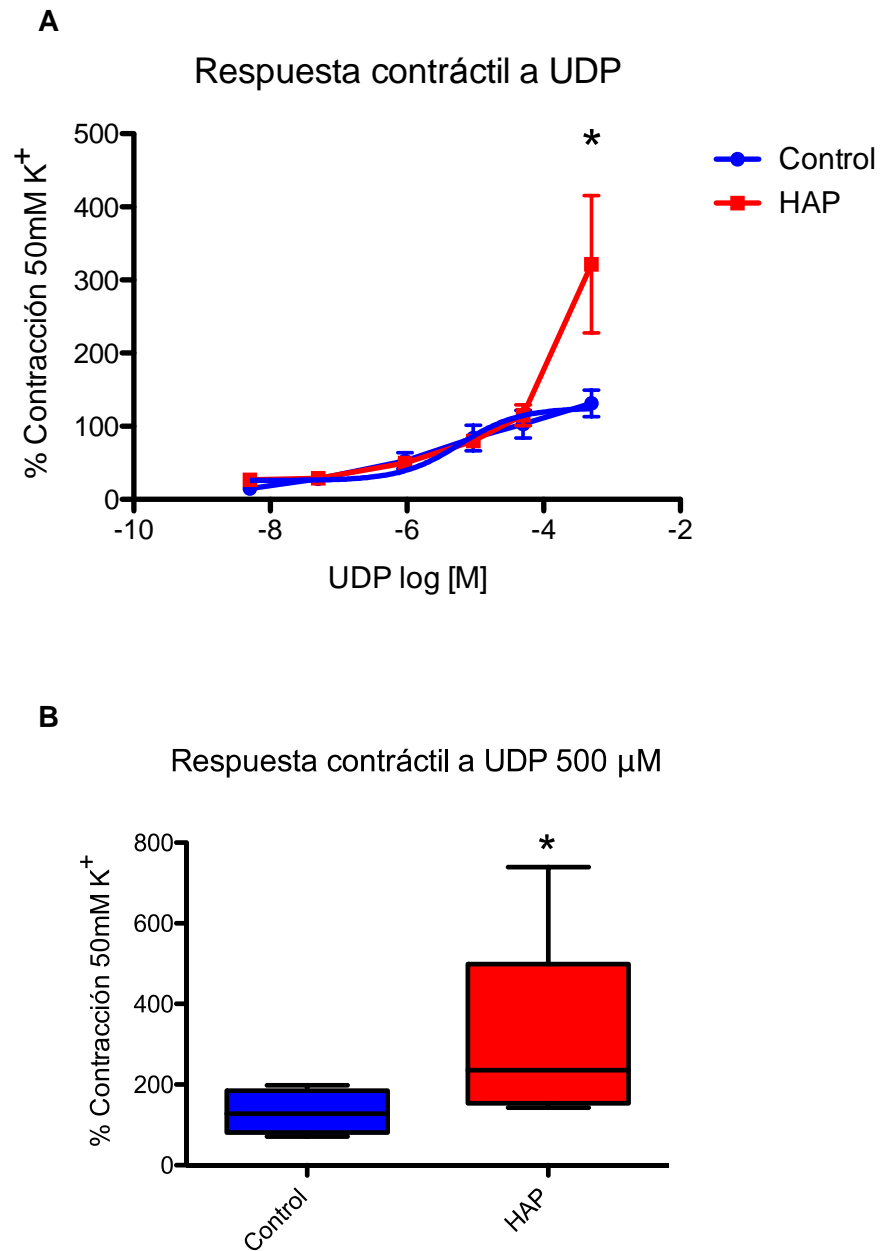 A
Respuesta contráctil a UDP
% Contracción 50mM K+
500
400
300
200
100
0
*
Control
HAP
-10
-8
-6
-4
-2
UDP log [M]
B
Respuesta contráctil a UDP 500 µM
% Contracción 50mM K+
800
600
400
200
0
*
Control
HAP